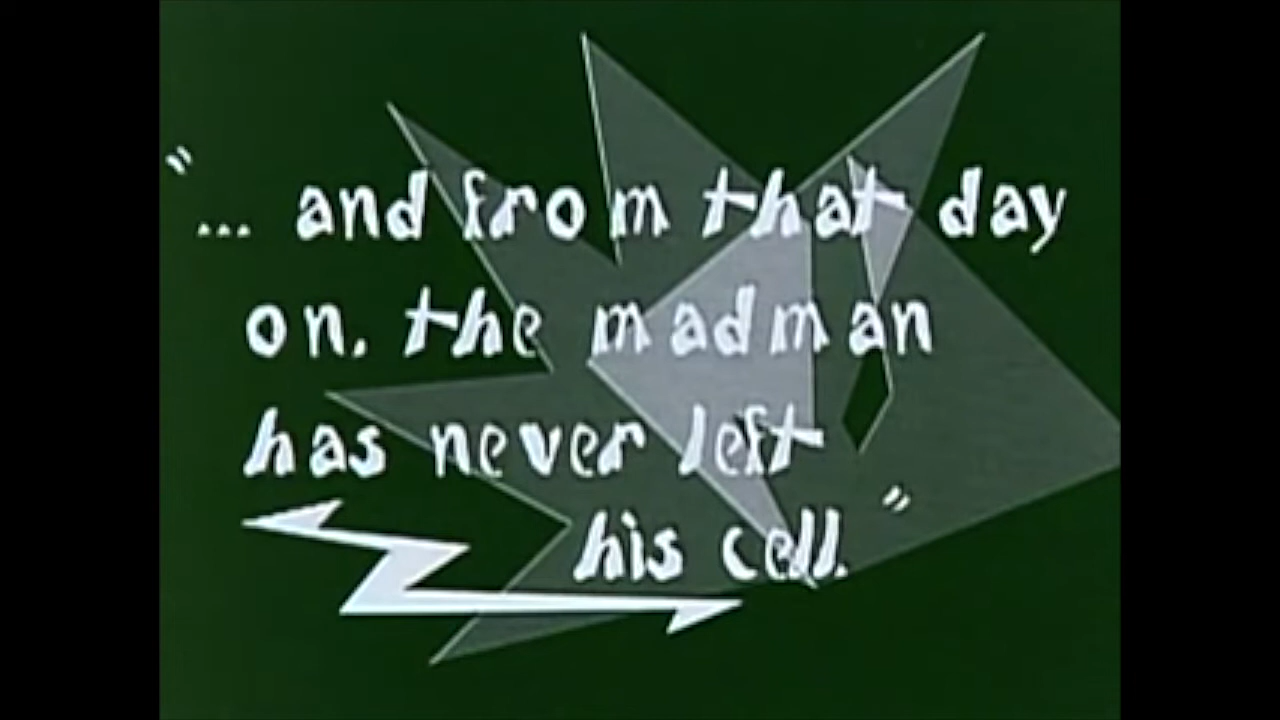 "... and from that day
on, the madman
has never left
his cell."